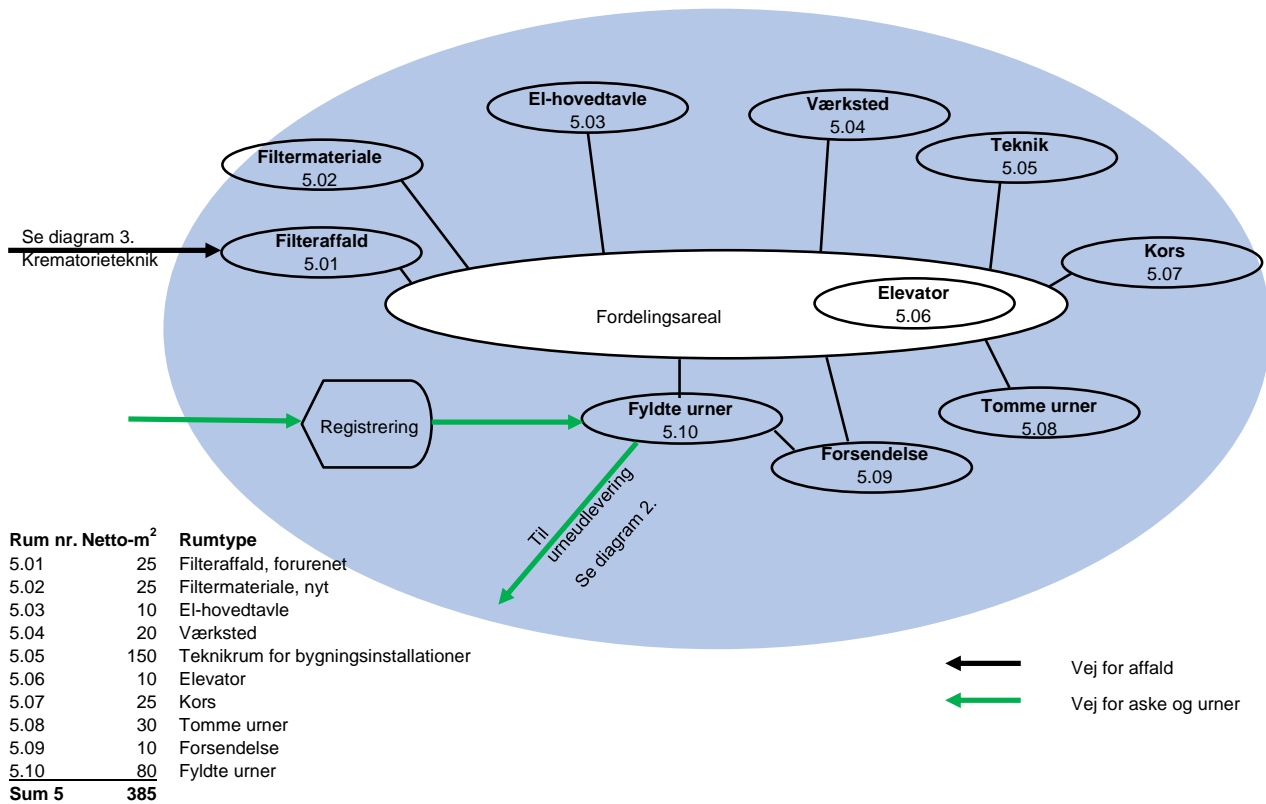 El-hovedtavle
5.03
Værksted
5.04
Filtermateriale
5.02
Teknik
5.05
Se diagram 3.
Krematorieteknik
Filteraffald
5.01
Kors
5.07
Elevator
5.06
Fordelingsareal
Registrering
Fyldte urner
5.10
Tomme urner
5.08
Forsendelse
5.09
Til
urneudlevering
Se diagram 2.
Rum nr. Netto-m² Rumtype
5.01 25 Filteraffald, forurenet
5.02 25 Filtermateriale, nyt
5.03 10 El-hovedtavle
5.04 20 Værksted
5.05 150 Teknikrum for bygningsinstallationer
5.06 10 Elevator
5.07 25 Kors
5.08 30 Tomme urner
5.09 10 Forsendelse
5.10 80 Fyldte urner
Sum 5 385
Vej for affald
Vej for aske og urner